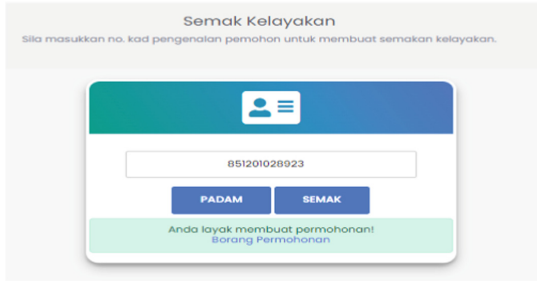 Semak Kelayakan
Sila masukkan no. kad pengenalan pemohon untuk membuat semakan kelayakan.
851201028923
PADAM SEMAK
Anda layak membuat permohonan!
Borang Permohonan